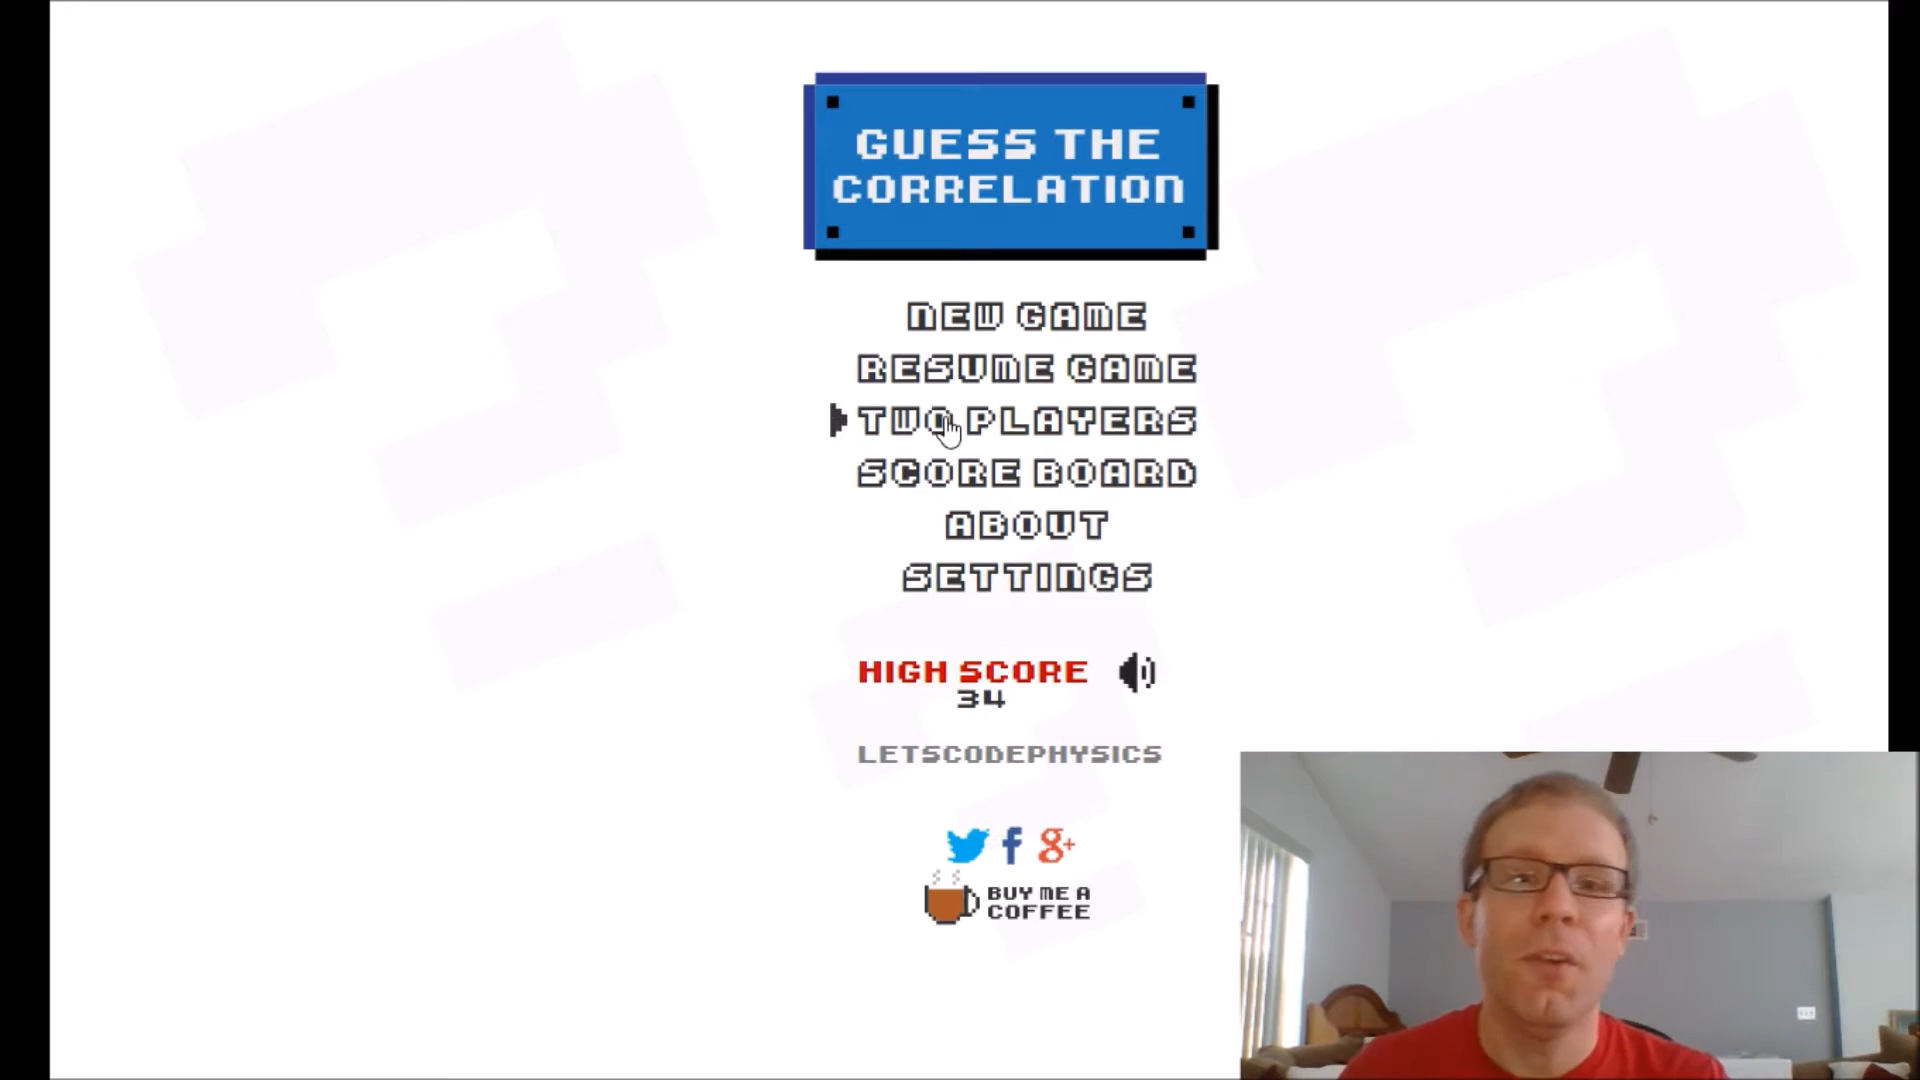 GUESS THE
CORRELATION
NEW GAME
RESUME GAME
TWO PLAYERS
SCORE BOARD
ABOUT
SETTINGS
HIGH SCORE
34
LETSCODEPHYSICS
f g+
BUY ME A
COFFEE